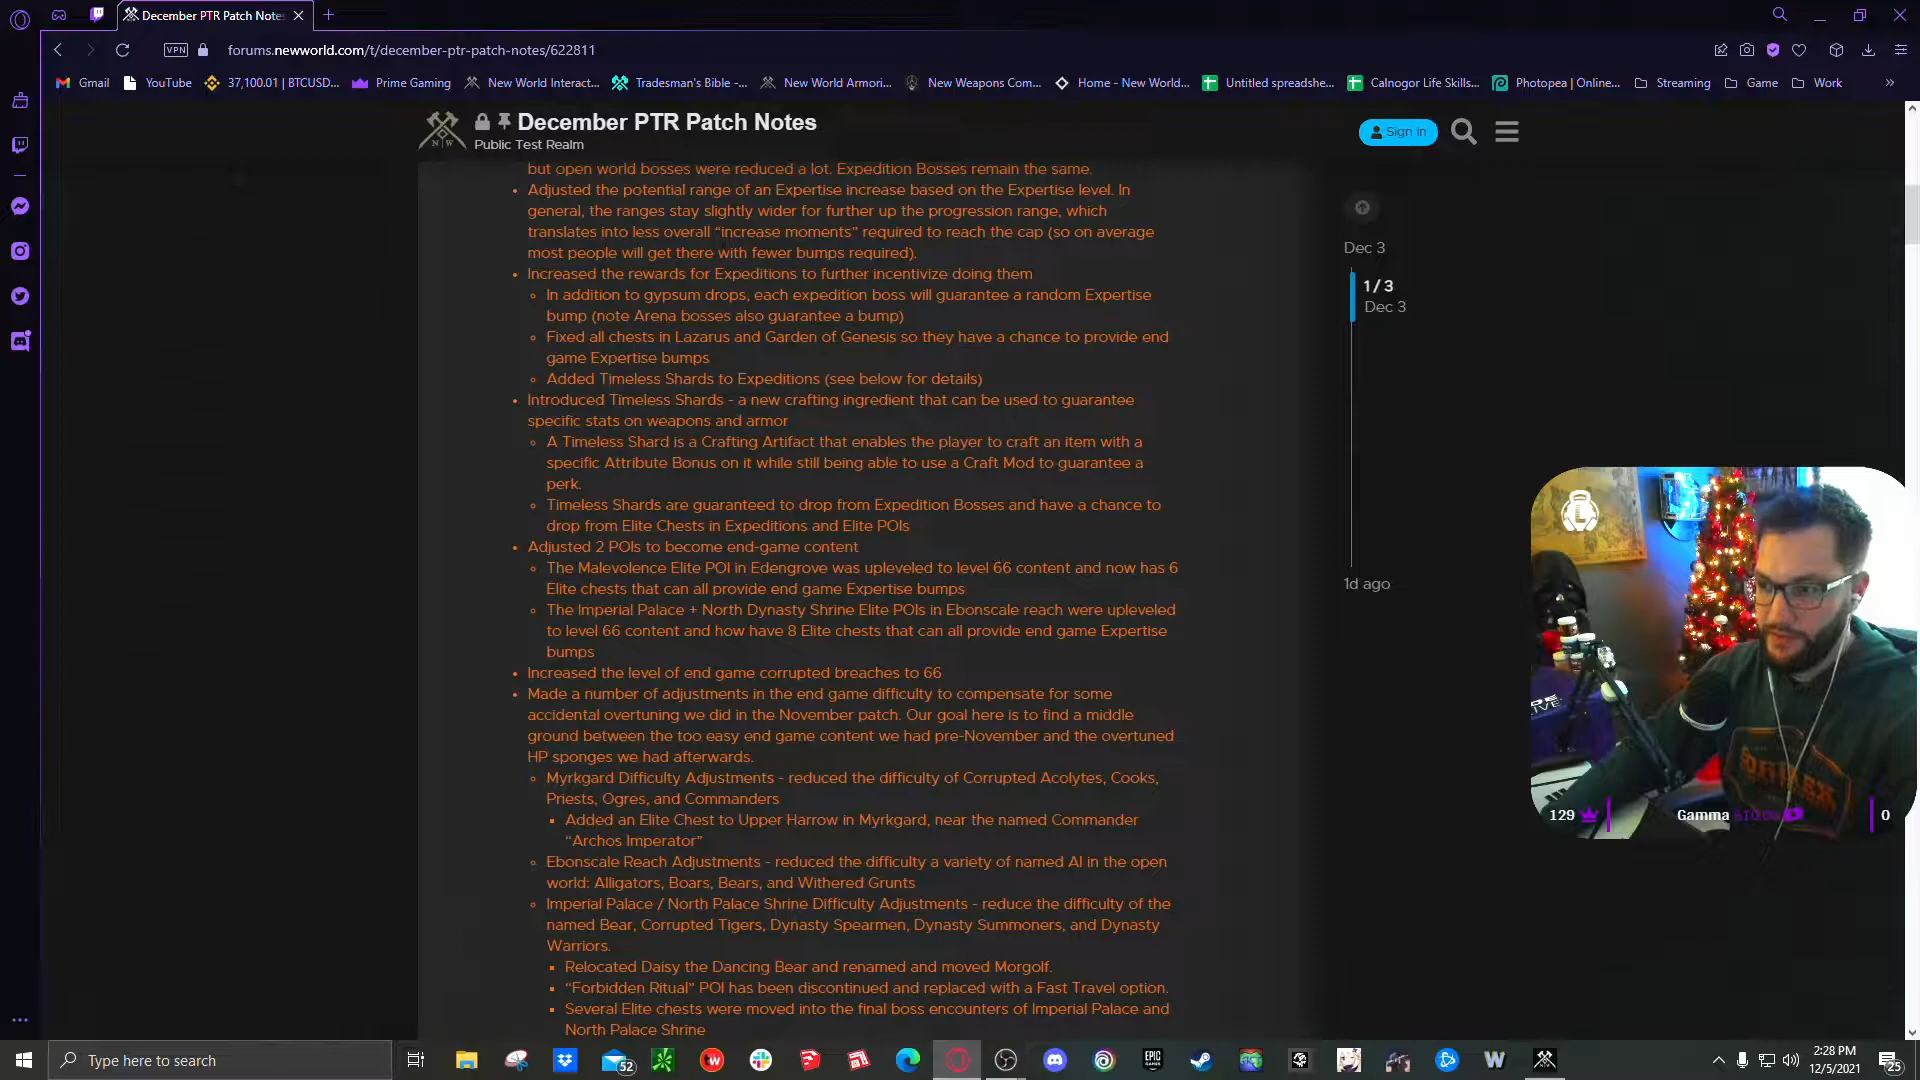 December PTR Patch Notes
forums.newworld.com/t/december-ptr-patch-notes/622811
VPN
Gmail
YouTube
37,100.01 | BTCUSD...
Prime Gaming
New World Interact...
Tradesman's Bible -...
New World Armori...
New Weapons Com...
Home - New World...
Untitled spreadshe...
Calnogor Life Skills...
Photopea | Online...
Streaming
Game
Work
December PTR Patch Notes
Public Test Realm
Sign in
but open world bosses were reduced a lot. Expedition Bosses remain the same.
• Adjusted the potential range of an Expertise increase based on the Expertise level. In
general, the ranges stay slightly wider for further up the progression range, which
translates into less overall “increase moments” required to reach the cap (so on average
most people will get there with fewer bumps required).
• Increased the rewards for Expeditions to further incentivize doing them
◦ In addition to gypsum drops, each expedition boss will guarantee a random Expertise
bump (note Arena bosses also guarantee a bump)
◦ Fixed all chests in Lazarus and Garden of Genesis so they have a chance to provide end
game Expertise bumps
◦ Added Timeless Shards to Expeditions (see below for details)
• Introduced Timeless Shards - a new crafting ingredient that can be used to guarantee
specific stats on weapons and armor
◦ A Timeless Shard is a Crafting Artifact that enables the player to craft an item with a
specific Attribute Bonus on it while still being able to use a Craft Mod to guarantee a
perk.
◦ Timeless Shards are guaranteed to drop from Expedition Bosses and have a chance to
drop from Elite Chests in Expeditions and Elite POIs
• Adjusted 2 POIs to become end-game content
◦ The Malevolence Elite POI in Edengrove was upleveled to level 66 content and now has 6
Elite chests that can all provide end game Expertise bumps
◦ The Imperial Palace + North Dynasty Shrine Elite POIs in Ebonscale reach were upleveled
to level 66 content and how have 8 Elite chests that can all provide end game Expertise
bumps
• Increased the level of end game corrupted breaches to 66
• Made a number of adjustments in the end game difficulty to compensate for some
accidental overtuning we did in the November patch. Our goal here is to find a middle
ground between the too easy end game content we had pre-November and the overtuned
HP sponges we had afterwards.
◦ Myrkgard Difficulty Adjustments - reduced the difficulty of Corrupted Acolytes, Cooks,
Priests, Ogres, and Commanders
▪ Added an Elite Chest to Upper Harrow in Myrkgard, near the named Commander
“Archos Imperator”
◦ Ebonscale Reach Adjustments - reduced the difficulty a variety of named AI in the open
world: Alligators, Boars, Bears, and Withered Grunts
◦ Imperial Palace / North Palace Shrine Difficulty Adjustments - reduce the difficulty of the
named Bear, Corrupted Tigers, Dynasty Spearmen, Dynasty Summoners, and Dynasty
Warriors.
▪ Relocated Daisy the Dancing Bear and renamed and moved Morgolf.
▪ “Forbidden Ritual” POI has been discontinued and replaced with a Fast Travel option.
▪ Several Elite chests were moved into the final boss encounters of Imperial Palace and
North Palace Shrine
Dec 3
1 / 3
Dec 3
1d ago
129
Gamma
0
Type here to search
52
2:28 PM
12/5/2021
25